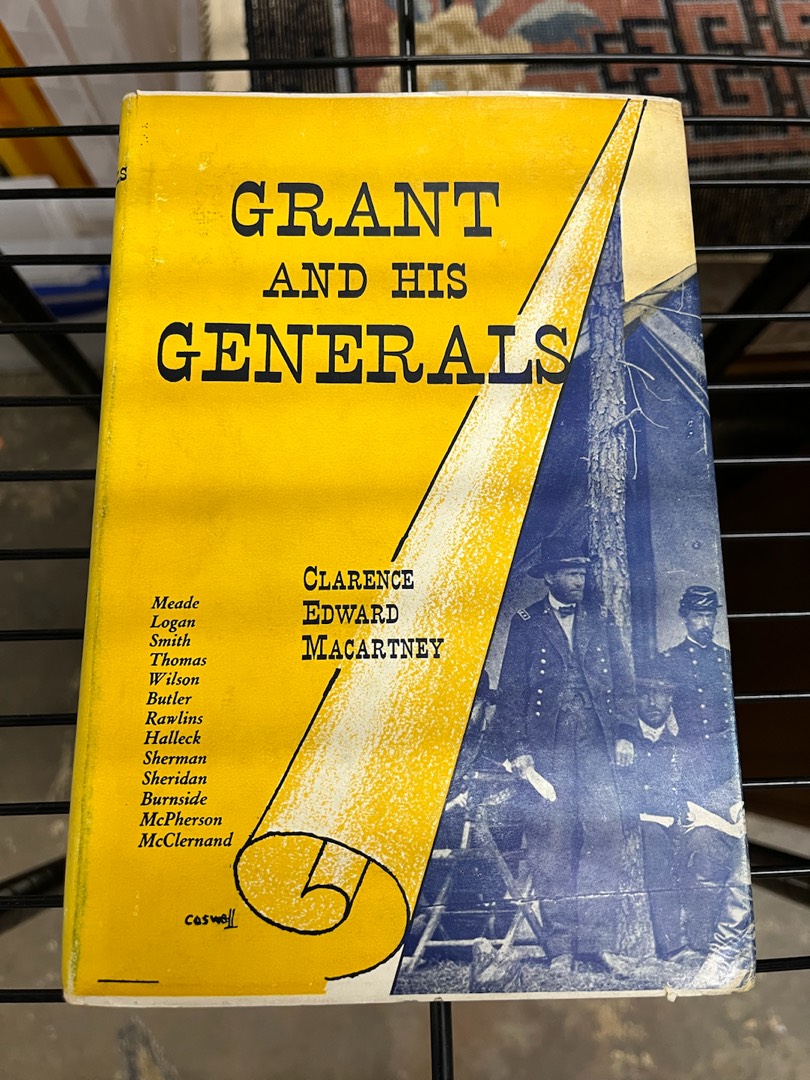 GRANT
AND HIS
GENERALS
CLARENCE
EDWARD
MACARTNEY
Meade
Logan
Smith
Thomas
Wilson
Butler
Rawlins
Halleck
Sherman
Sheridan
Burnside
McPherson
McClernand